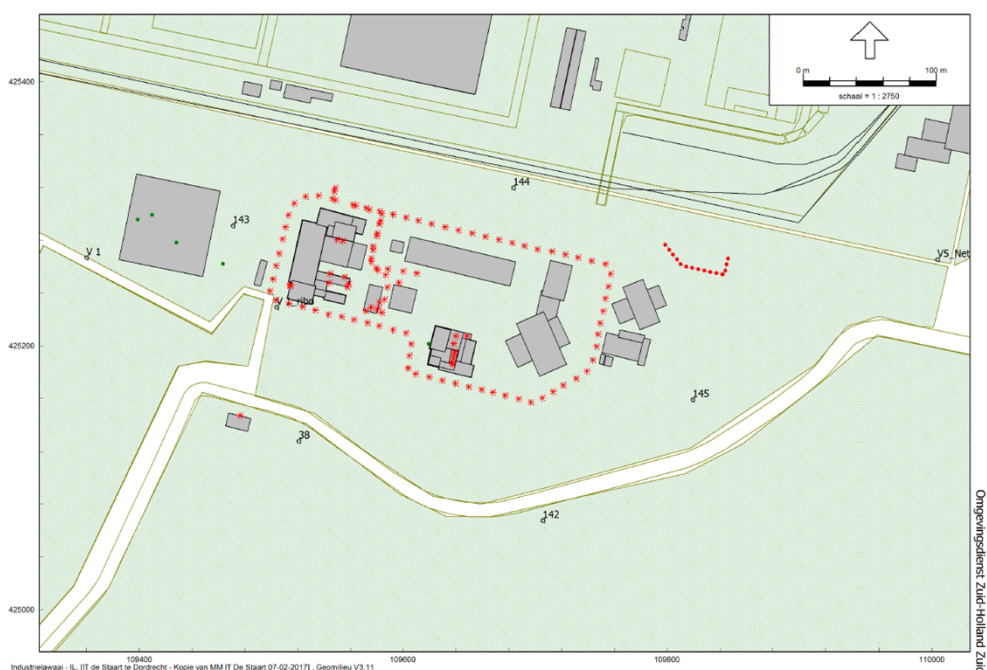 0 m
100 m
schaal = 1 : 2750
425400
144
143
V 1
V5_Net
V_ribo
425200
145
38
142
425000
109400
109600
109800
110000
Industrielawaai - IL, [IT de Staart te Dordrecht - Kopie van MM IT De Staart 07-02-2017] , Geomilieu V3.11
Omgevingsdienst Zuid-Holland Zuid